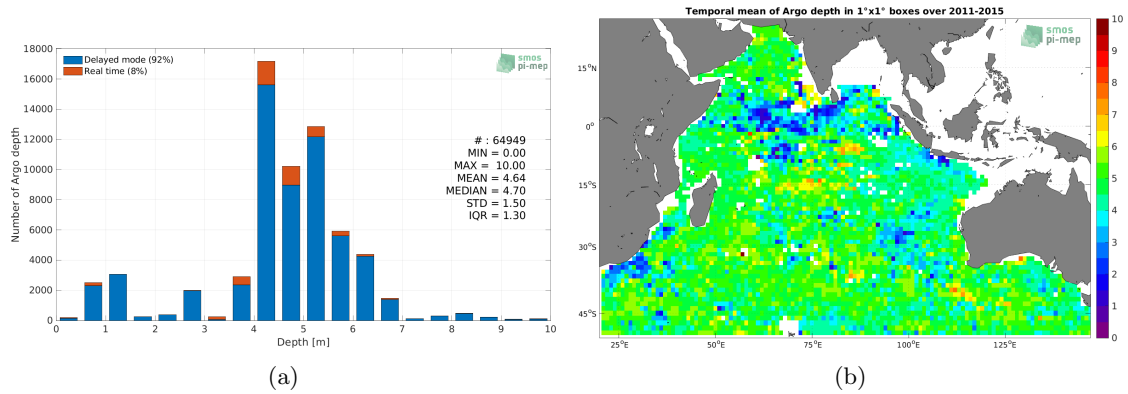 18000
16000
14000
12000
10000
8000
6000
4000
2000
0
Number of Argo depth
Delayed mode (92%)
Real time (8%)
smos
pi-mep
# : 64949
MIN = 0.00
MAX = 10.00
MEAN = 4.64
MEDIAN = 4.70
STD = 1.50
IQR = 1.30
0 1 2 3 4 5 6 7 8 9 10
Depth [m]
(a)
Temporal mean of Argo depth in 1°x1° boxes over 2011-2015
smos
pi-mep
15°N
0°
15°S
30°S
45°S
25°E 50°E 75°E 100°E 125°E
10
9
8
7
6
5
4
3
2
1
0
(b)